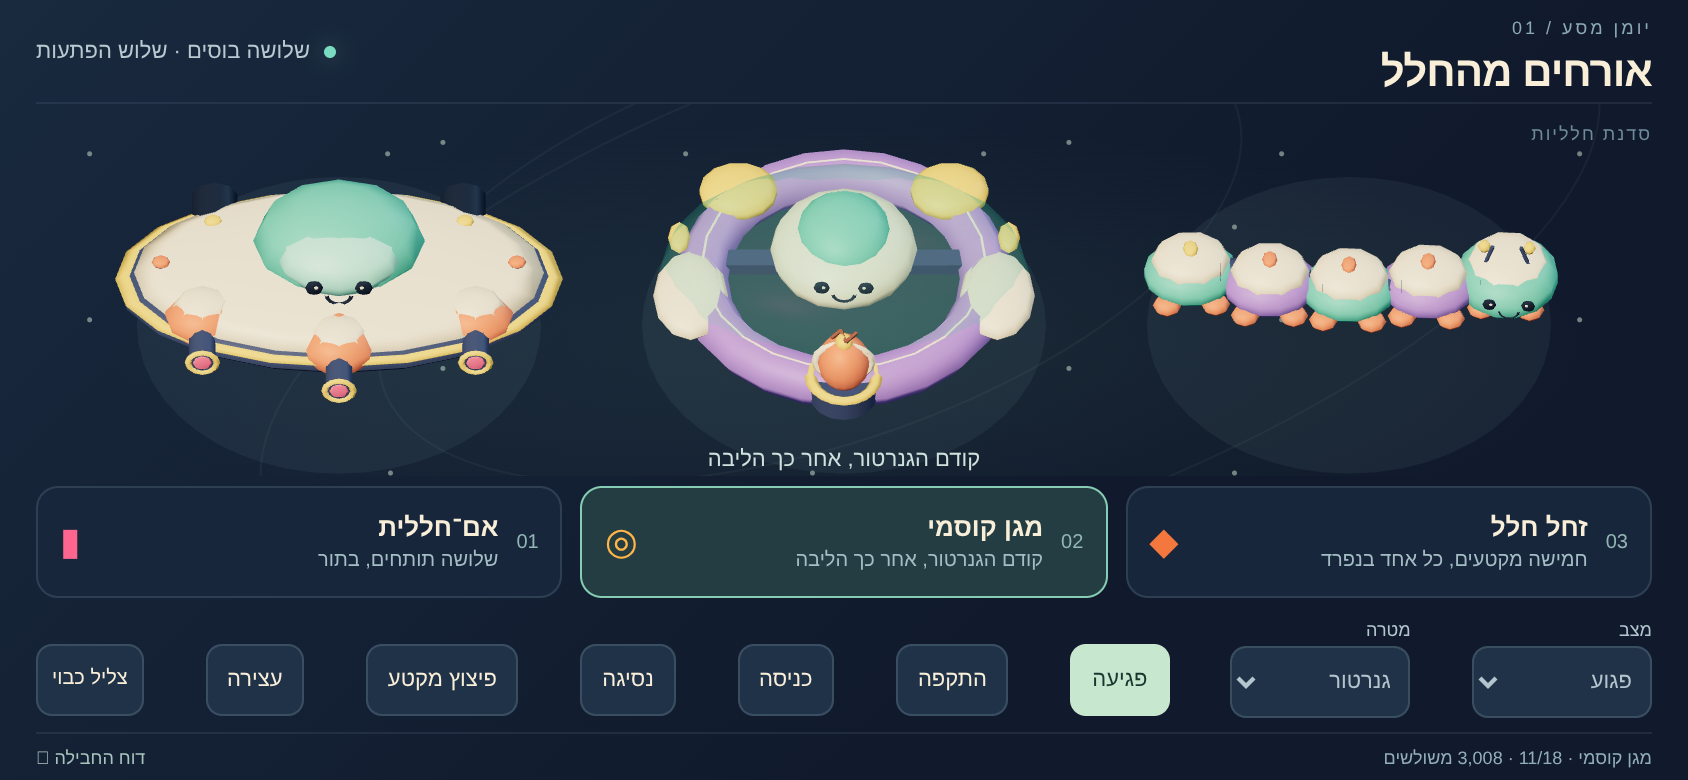 יומן מסע / 01
אורחים מהחלל
שלושה בוסים · שלוש הפתעות
סדנת חלליות
קודם הגנרטור, אחר כך הליבה
03
זחל חלל
חמישה מקטעים, כל אחד בנפרד
02
מגן קוסמי
קודם הגנרטור, אחר כך הליבה
01
אם־חללית
שלושה תותחים, בתור
מצב
פגוע
מטרה
גנרטור
פגיעה
התקפה
כניסה
נסיגה
פיצוץ מקטע
עצירה
צליל כבוי
מגן קוסמי · 11/18 · 3,008 משולשים
דוח החבילה